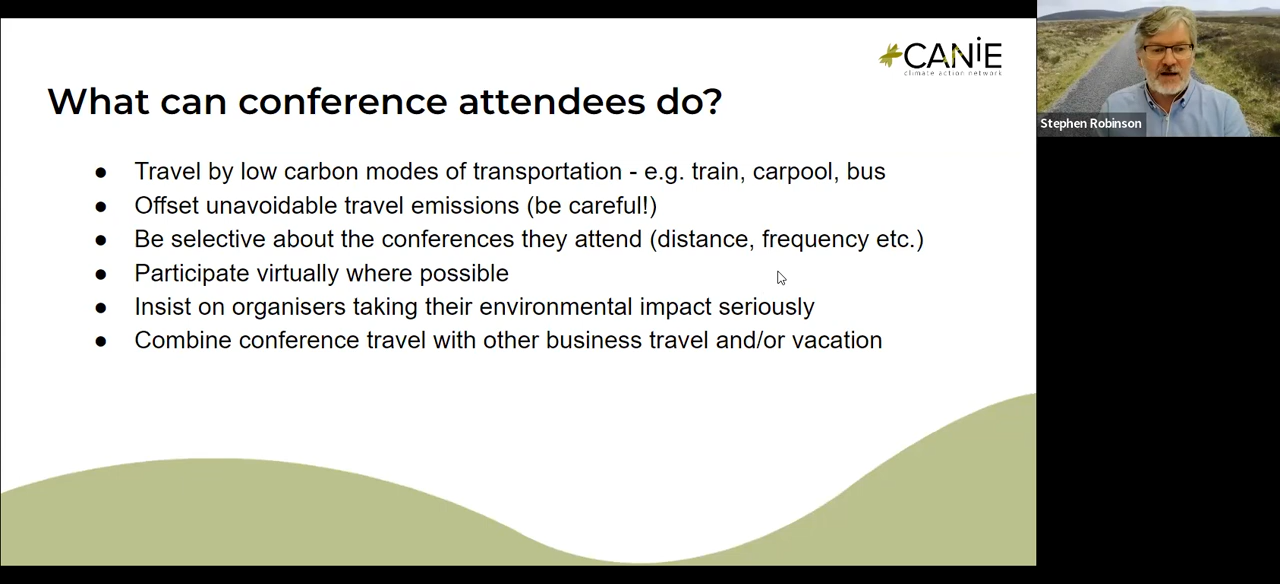 CANiE
climate action network
What can conference attendees do?
● Travel by low carbon modes of transportation - e.g. train, carpool, bus
● Offset unavoidable travel emissions (be careful!)
● Be selective about the conferences they attend (distance, frequency etc.)
● Participate virtually where possible
● Insist on organisers taking their environmental impact seriously
● Combine conference travel with other business travel and/or vacation
Stephen Robinson